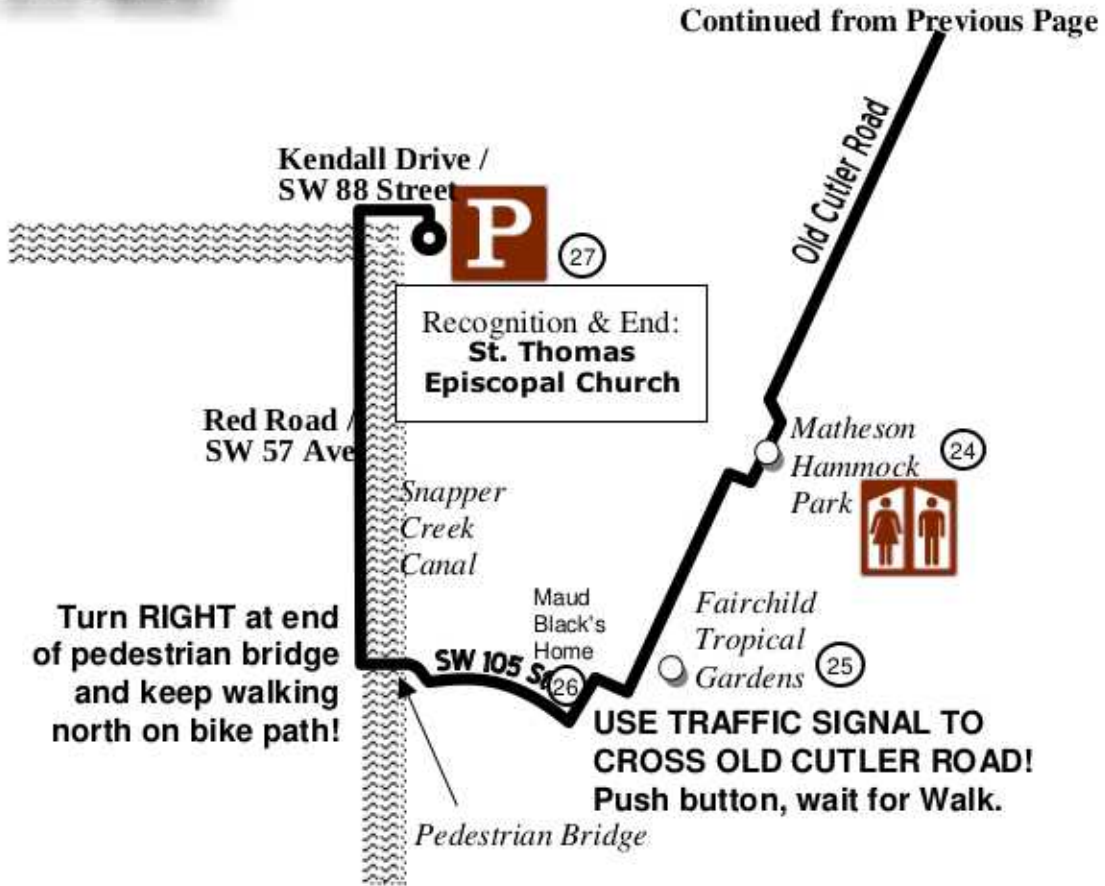 Continued from Previous Page
Old Cutler Road
Kendall Drive /
SW 88 Street
P
27
Recognition & End:
St. Thomas
Episcopal Church
Red Road /
SW 57 Ave
Matheson
Hammock
Park
24
Snapper
Creek
Canal
Maud
Black's
Home
26
Fairchild
Tropical
Gardens
25
Turn RIGHT at end
of pedestrian bridge
and keep walking
north on bike path!
SW 105
USE TRAFFIC SIGNAL TO
CROSS OLD CUTLER ROAD!
Push button, wait for Walk.
Pedestrian Bridge